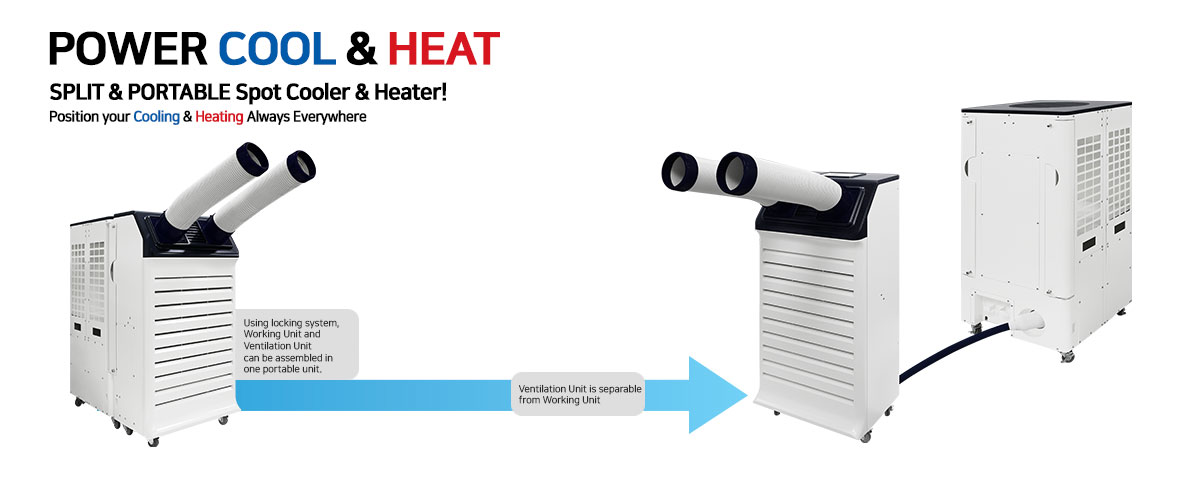 POWER COOL & HEAT
SPLIT & PORTABLE Spot Cooler & Heater!
Position your Cooling & Heating Always Everywhere
Using locking system,
Working Unit and
Ventilation Unit
can be assembled in
one portable unit.
Ventilation Unit is separable
from Working Unit